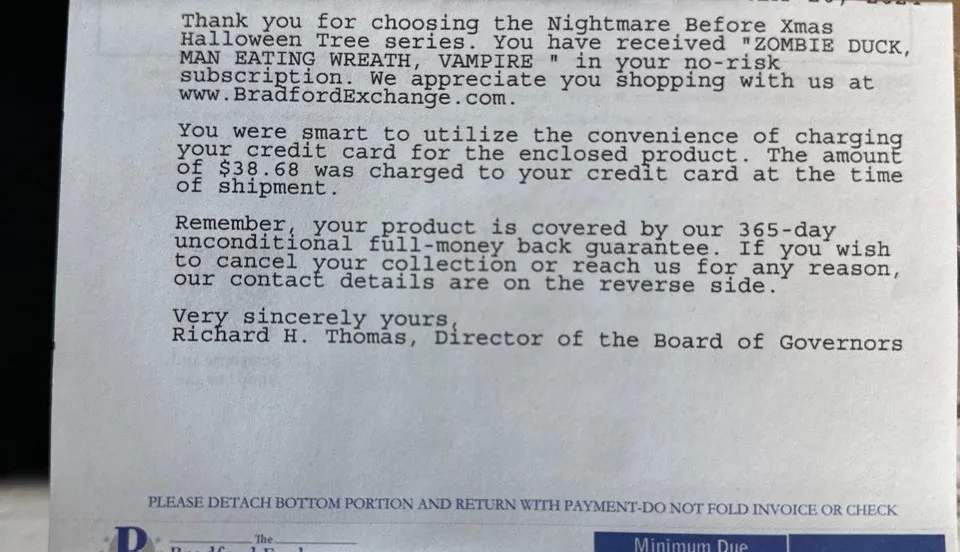 Thank you for choosing the Nightmare Before Xmas
Halloween Tree series. You have received "ZOMBIE DUCK,
MAN EATING WREATH, VAMPIRE " in your no-risk
subscription. We appreciate you shopping with us at
www.BradfordExchange.com.
You were smart to utilize the convenience of charging
your credit card for the enclosed product. The amount
of $38.68 was charged to your credit card at the time
of shipment.
Remember, your product is covered by our 365-day
unconditional full-money back guarantee. If you wish
to cancel your collection or reach us for any reason,
our contact details are on the reverse side.
Very sincerely yours,
Richard H. Thomas, Director of the Board of Governors
PLEASE DETACH BOTTOM PORTION AND RETURN WITH PAYMENT-DO NOT FOLD INVOICE OR CHECK
The
Minimum Due